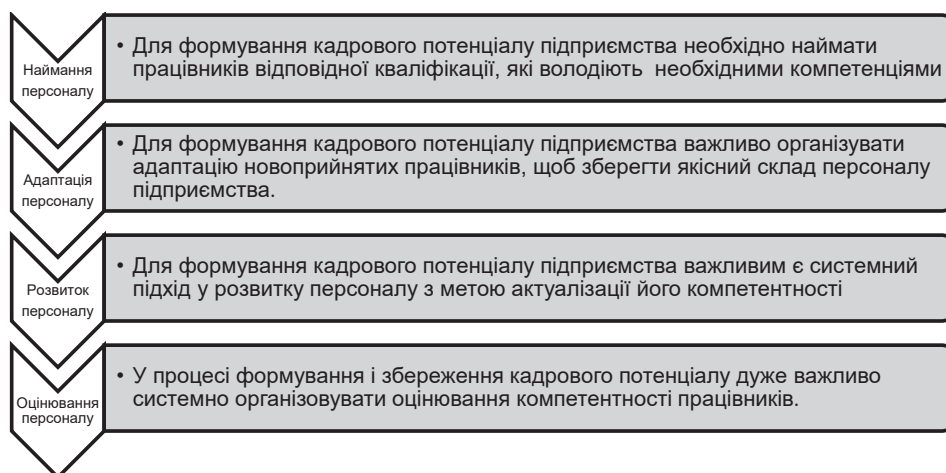 Наймання
персоналу
• Для формування кадрового потенціалу підприємства необхідно наймати
працівників відповідної кваліфікації, які володіють необхідними компетенціями
Адаптація
персоналу
• Для формування кадрового потенціалу підприємства важливо організувати
адаптацію новоприйнятих працівників, щоб зберегти якісний склад персоналу
підприємства.
Розвиток
персоналу
• Для формування кадрового потенціалу підприємства важливим є системний
підхід у розвитку персоналу з метою актуалізації його компетентності
Оцінювання
персоналу
• У процесі формування і збереження кадрового потенціалу дуже важливо
системно організовувати оцінювання компетентності працівників.